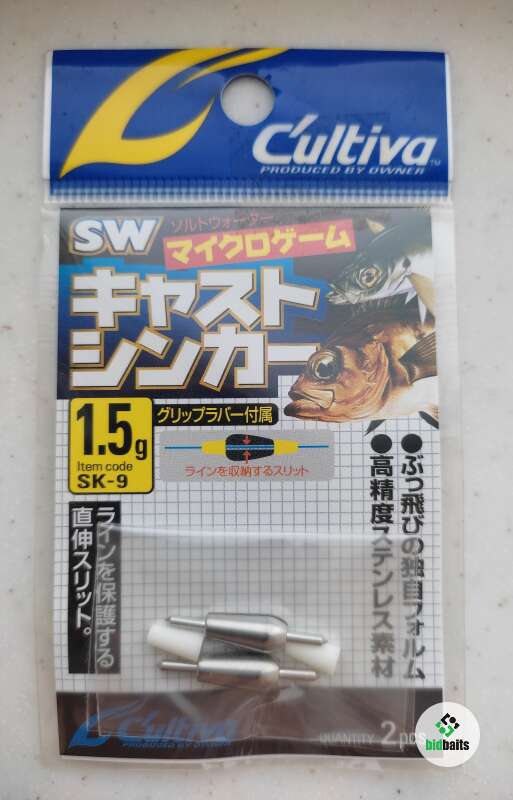 C'ultiva™
PRODUCED BY OWNER
SW
ソルトウォーター
マイクロゲーム
キャスト
シンカー
1.5g
Item code
SK-9
グリップラバー付属
ラインを収納するスリット
●ぶっ飛びの独自フォルム
●高精度ステンレス素材
ラインを保護する
直伸スリット。
C'ultiva
PRODUCED BY OWNER
QUANTITY 2pcs
bidbaits